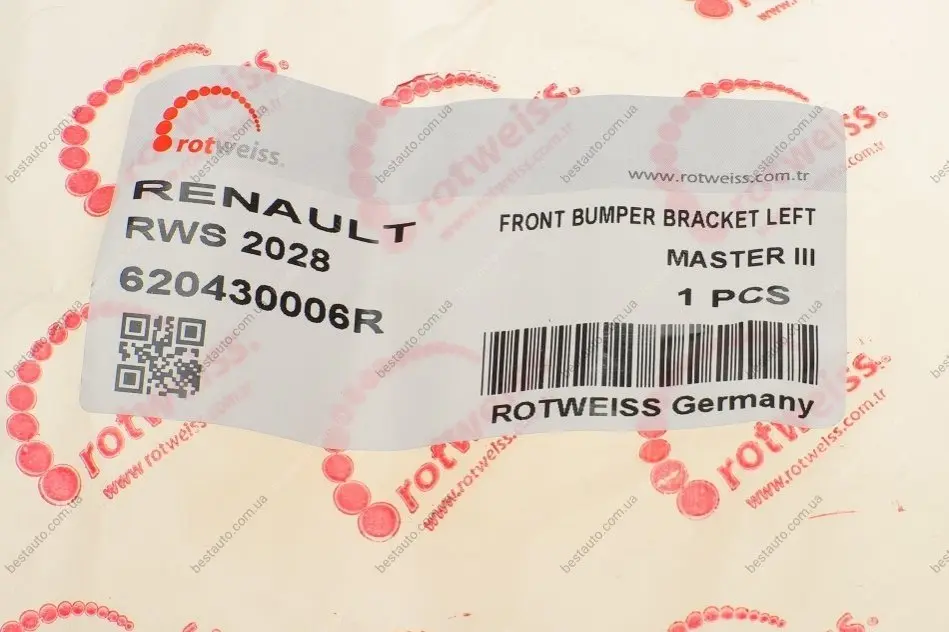 rotweiss.
www.rotweiss.com.tr
RENAULT
RWS 2028
620430006R
FRONT BUMPER BRACKET LEFT
MASTER III
1 PCS
ROTWEISS Germany
rotweiss.
www.rotweiss.com.tr
bestauto.com.ua